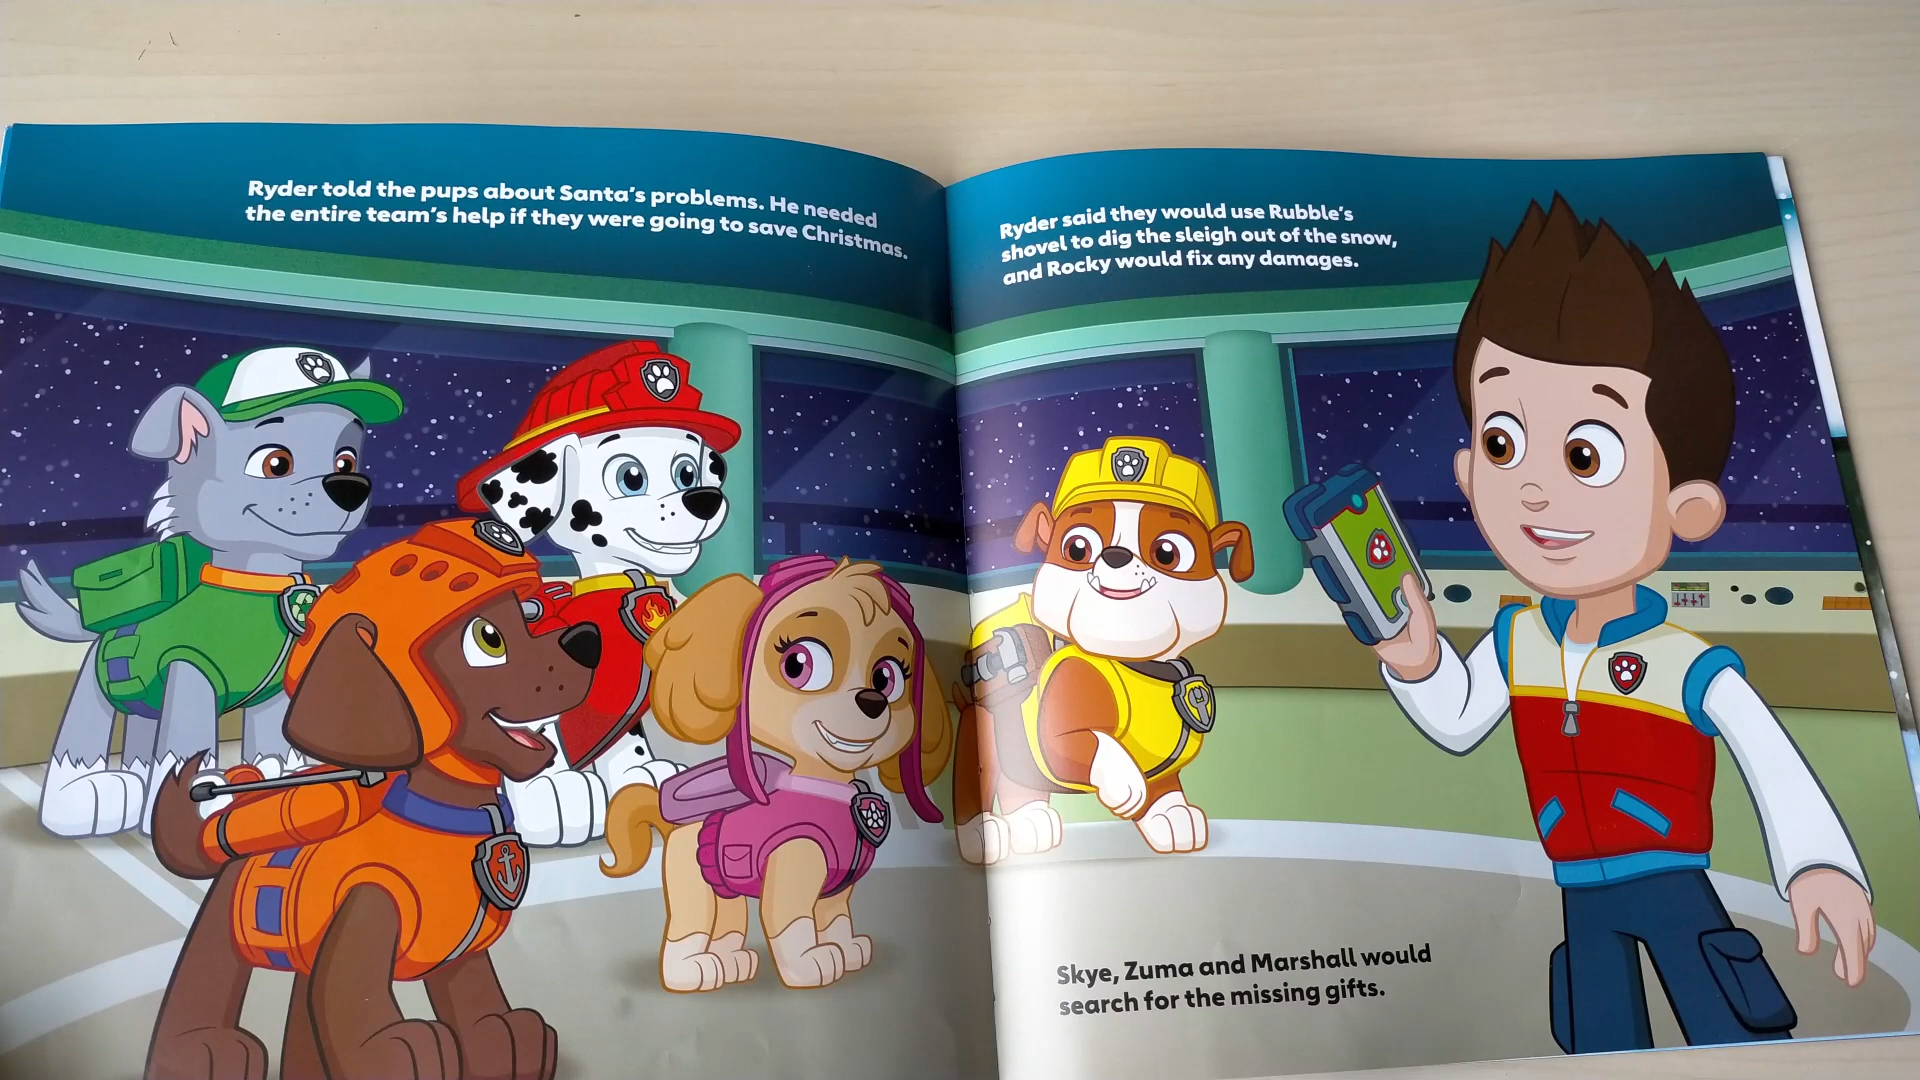 Ryder told the pups about Santa's problems. He needed
the entire team's help if they were going to save Christmas.
Ryder said they would use Rubble's
shovel to dig the sleigh out of the snow,
and Rocky would fix any damages.
Skye, Zuma and Marshall would
search for the missing gifts.